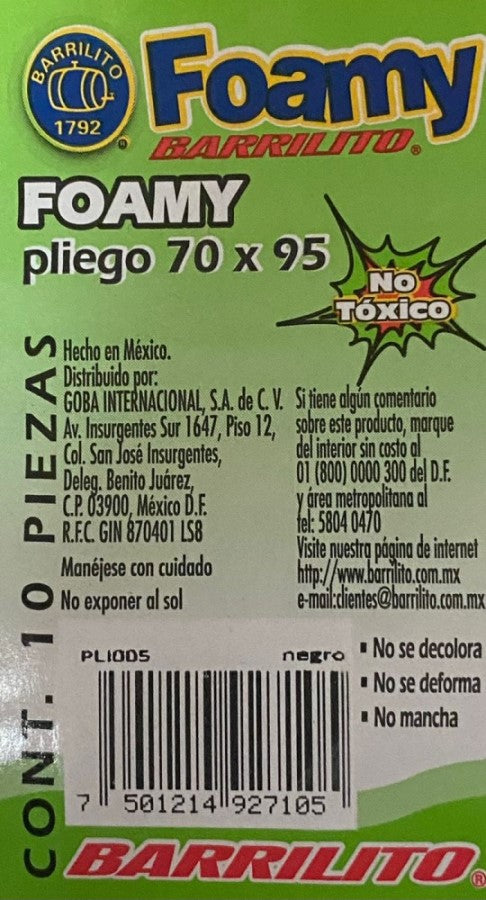 BARRILITO
1792
Foamy
BARRILITO®
FOAMY
pliego 70 x 95
NO
TÓXICO
CONT. 10 PIEZAS
Hecho en México.
Distribuido por:
GOBA INTERNACIONAL, S.A. de C. V.
Av. Insurgentes Sur 1647, Piso 12,
Col. San José Insurgentes,
Deleg. Benito Juárez,
C.P. 03900, México D.F.
R.F.C. GIN 870401 LS8
Manéjese con cuidado
No exponer al sol
Si tiene algún comentario
sobre este producto, marque
del interior sin costo al
01 (800) 0000 300 del D.F.
y área metropolitana al
tel: 5804 0470
Visite nuestra página de internet
http://www.barrilito.com.mx
e-mail:clientes@barrilito.com.mx
PLI005 negro
7 501214 927105
▪ No se decolora
▪ No se deforma
▪ No mancha
BARRILITO®